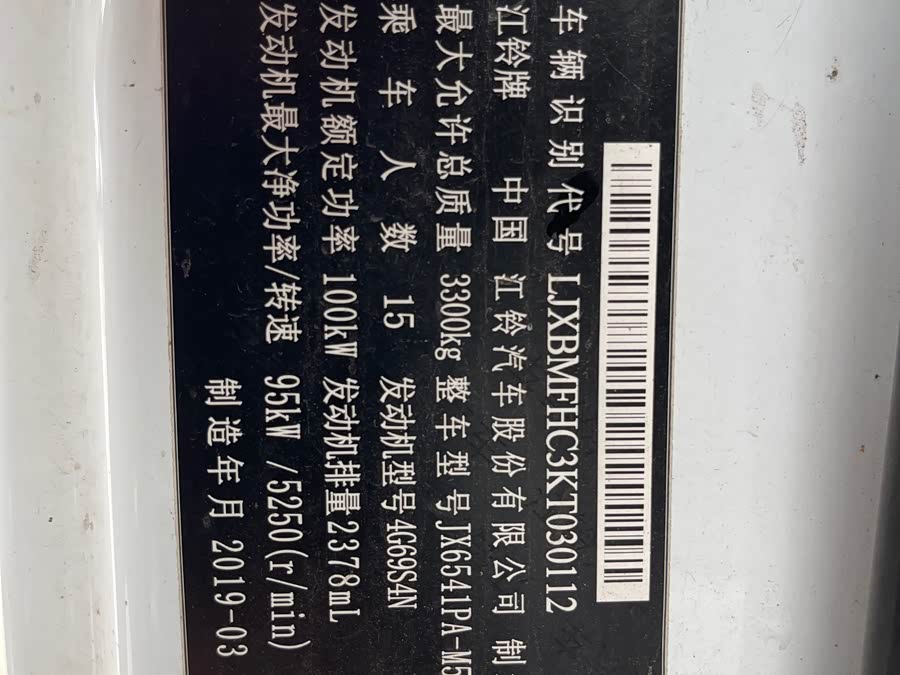 车辆识别代号 LJXBMFHC3KT030112
江铃牌 中国 江铃汽车股份有限公司 制
最大允许总质量 3300kg 整车型号 JX6541PA-M5
乘车人数 15 发动机型号 4G69S4N
发动机额定功率 100kW 发动机排量 2378mL
发动机最大净功率/转速 95kW /5250(r/min)
制造年月 2019-03